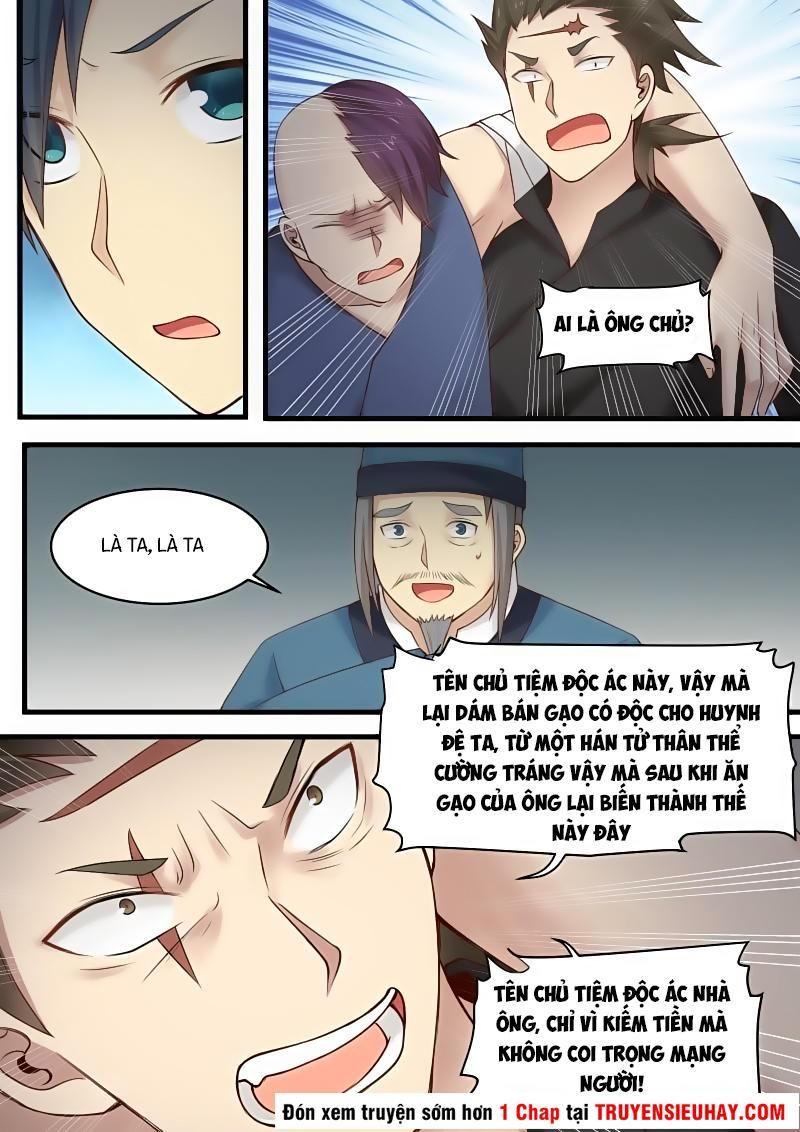 AI LÀ ÔNG CHỦ?
LÀ TA, LÀ TA
TÊN CHỦ TIỆM ĐỘC ÁC NÀY, VẬY MÀ
LẠI DÁM BÁN GẠO CÓ ĐỘC CHO HUYNH
ĐỆ TA, TỪ MỘT HÁN TỬ THÂN THỂ
CƯỜNG TRÁNG VẬY MÀ SAU KHI ĂN
GẠO CỦA ÔNG LẠI BIẾN THÀNH THẾ
NÀY ĐÂY
TÊN CHỦ TIỆM ĐỘC ÁC NHÀ
ÔNG, CHỈ VÌ KIẾM TIỀN MÀ
KHÔNG COI TRỌNG MẠNG
NGƯỜI!
Đón xem truyện sớm hơn 1 Chap tại TRUYENSIEUHAY.COM